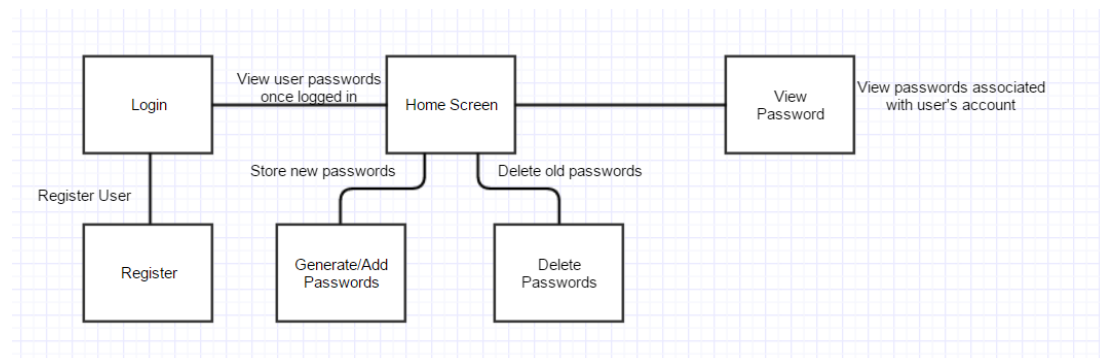 Login
View user passwords
once logged in
Home Screen
View
Password
View passwords associated
with user's account
Store new passwords
Delete old passwords
Register User
Register
Generate/Add
Passwords
Delete
Passwords